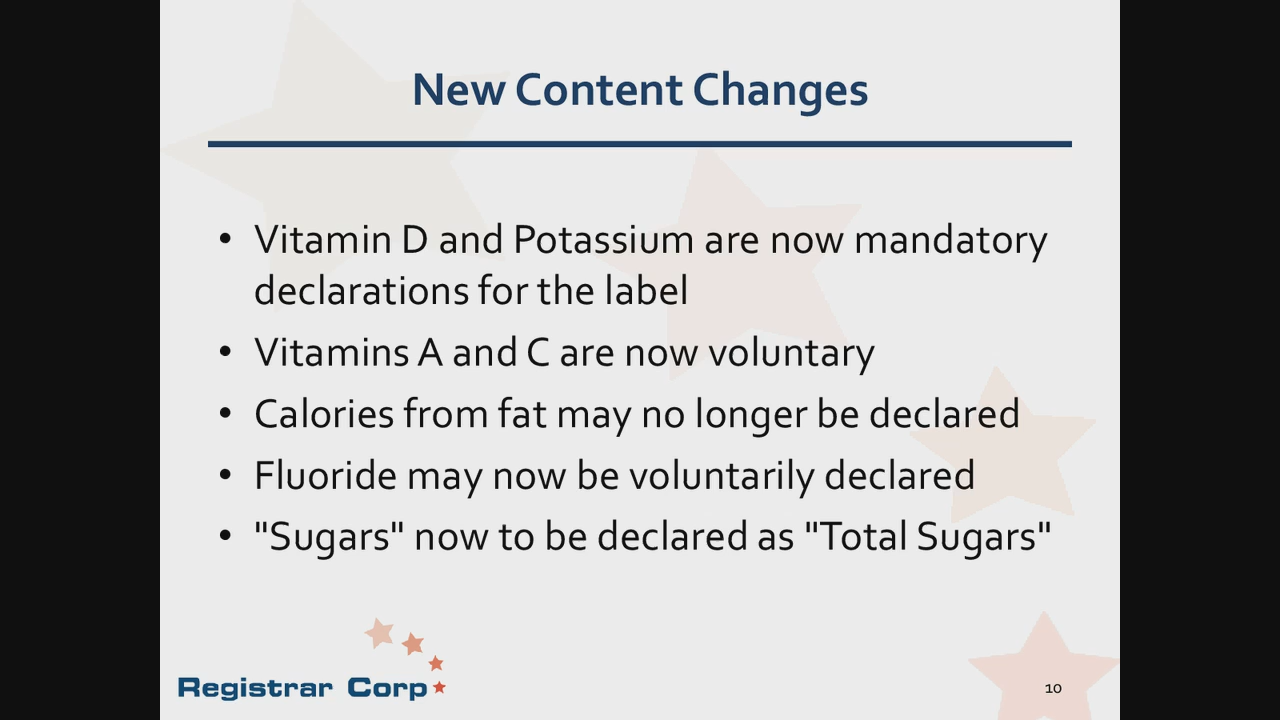 New Content Changes
• Vitamin D and Potassium are now mandatory
declarations for the label
• Vitamins A and C are now voluntary
• Calories from fat may no longer be declared
• Fluoride may now be voluntarily declared
• "Sugars" now to be declared as "Total Sugars"
Registrar Corp
10